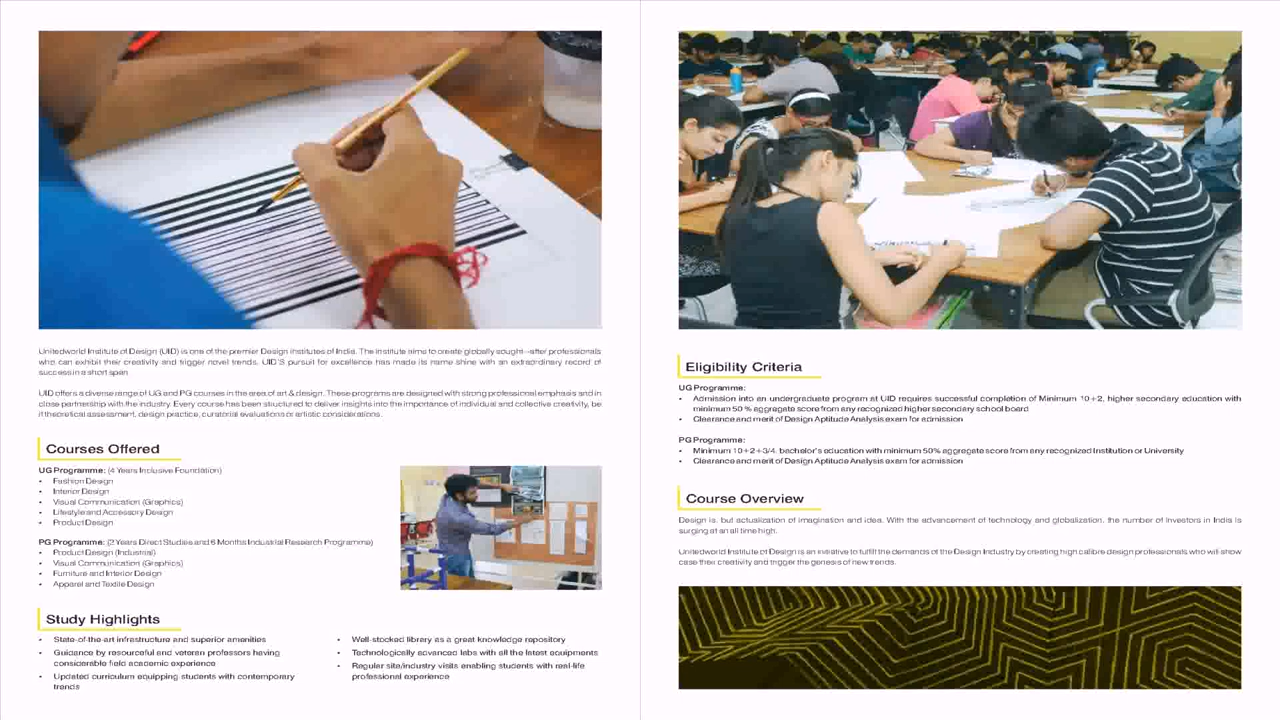 Unitedworld Institute of Design (UID) is one of the premier Design Institutes of India. The Institute aims to create globally sought-after professionals
who can exhibit their creativity and trigger novel trends. UID'S pursuit for excellence has made its name shine with an extraordinary record of
success in a short span
UID offers a diverse range of UG and PG courses in the area of art & design. These programs are designed with strong professional emphasis and in
close partnership with the industry. Every course has been structured to deliver insights into the importance of individual and collective creativity, be
it theoretical assessment, design practice, curatorial evaluations or artistic considerations.
Courses Offered
UG Programme: (4 Years Inclusive Foundation)
• Fashion Design
• Interior Design
• Visual Communication (Graphics)
• Lifestyle and Accessory Design
• Product Design
PG Programme: (2 Years Direct Studies and 6 Months Industrial Research Programme)
• Product Design (Industrial)
• Visual Communication (Graphics)
• Furniture and Interior Design
• Apparel and Textile Design
Study Highlights
• State-of-the-art infrastructure and superior amenities
• Guidance by resourceful and veteran professors having
considerable field academic experience
• Updated curriculum equipping students with contemporary
trends
• Well-stocked library as a great knowledge repository
• Technologically advanced labs with all the latest equipments
• Regular site/industry visits enabling students with real-life
professional experience
Eligibility Criteria
UG Programme:
• Admission into an undergraduate program at UID requires successful completion of Minimum 10+2, higher secondary education with
minimum 50 % aggregate score from any recognized higher secondary school board
• Clearance and merit of Design Aptitude Analysis exam for admission
PG Programme:
• Minimum 10+2+3/4, bachelor's education with minimum 50% aggregate score from any recognized Institution or University
• Clearance and merit of Design Aptitude Analysis exam for admission
Course Overview
Design is, but actualization of imagination and idea. With the advancement of technology and globalization, the number of investors in India is
surging at an all time high.
Unitedworld Institute of Design is an initiative to fulfill the demands of the Design Industry by creating high calibre design professionals who will show
case their creativity and trigger the genesis of new trends.